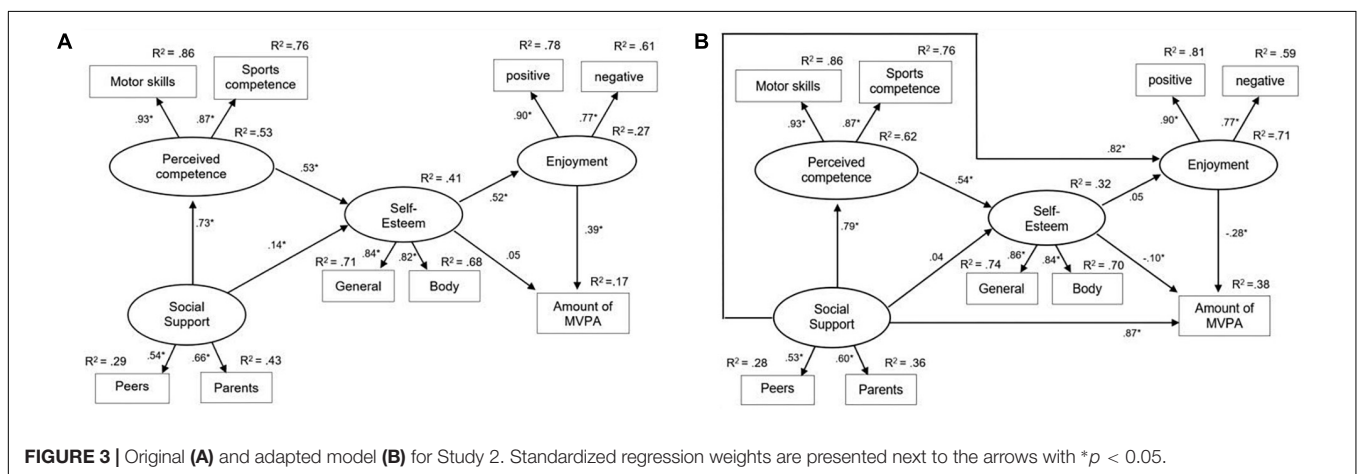 A
R² = .86
Motor skills
R² =.76
Sports
competence
.93*
.87*
R² =.53
Perceived
competence
.73*
.53*
.14*
Social
Support
R² = .29
.54*
.66*
R² = .43
Peers
Parents
R² = .41
Self-
Esteem
.84*
.82*
R² = .71
R² = .68
General
Body
.52*
.05
R² = .78
R² = .61
positive
negative
.90*
.77*
R² =.27
Enjoyment
.39*
R² =.17
Amount of
MVPA
B
R² = .86
Motor skills
R² =.76
Sports
competence
.93*
.87*
R² =.62
Perceived
competence
.79*
.54*
.04
Social
Support
R² = .28
.53*
.60*
R² = .36
Peers
Parents
R² = .32
Self-
Esteem
.86*
.84*
R² = .74
R² = .70
General
Body
.82*
.05
-.10*
.87*
R² = .81
R² = .59
positive
negative
.90*
.77*
R² =.71
Enjoyment
-.28*
R² =.38
Amount of
MVPA
FIGURE 3 | Original (A) and adapted model (B) for Study 2. Standardized regression weights are presented next to the arrows with *p < 0.05.